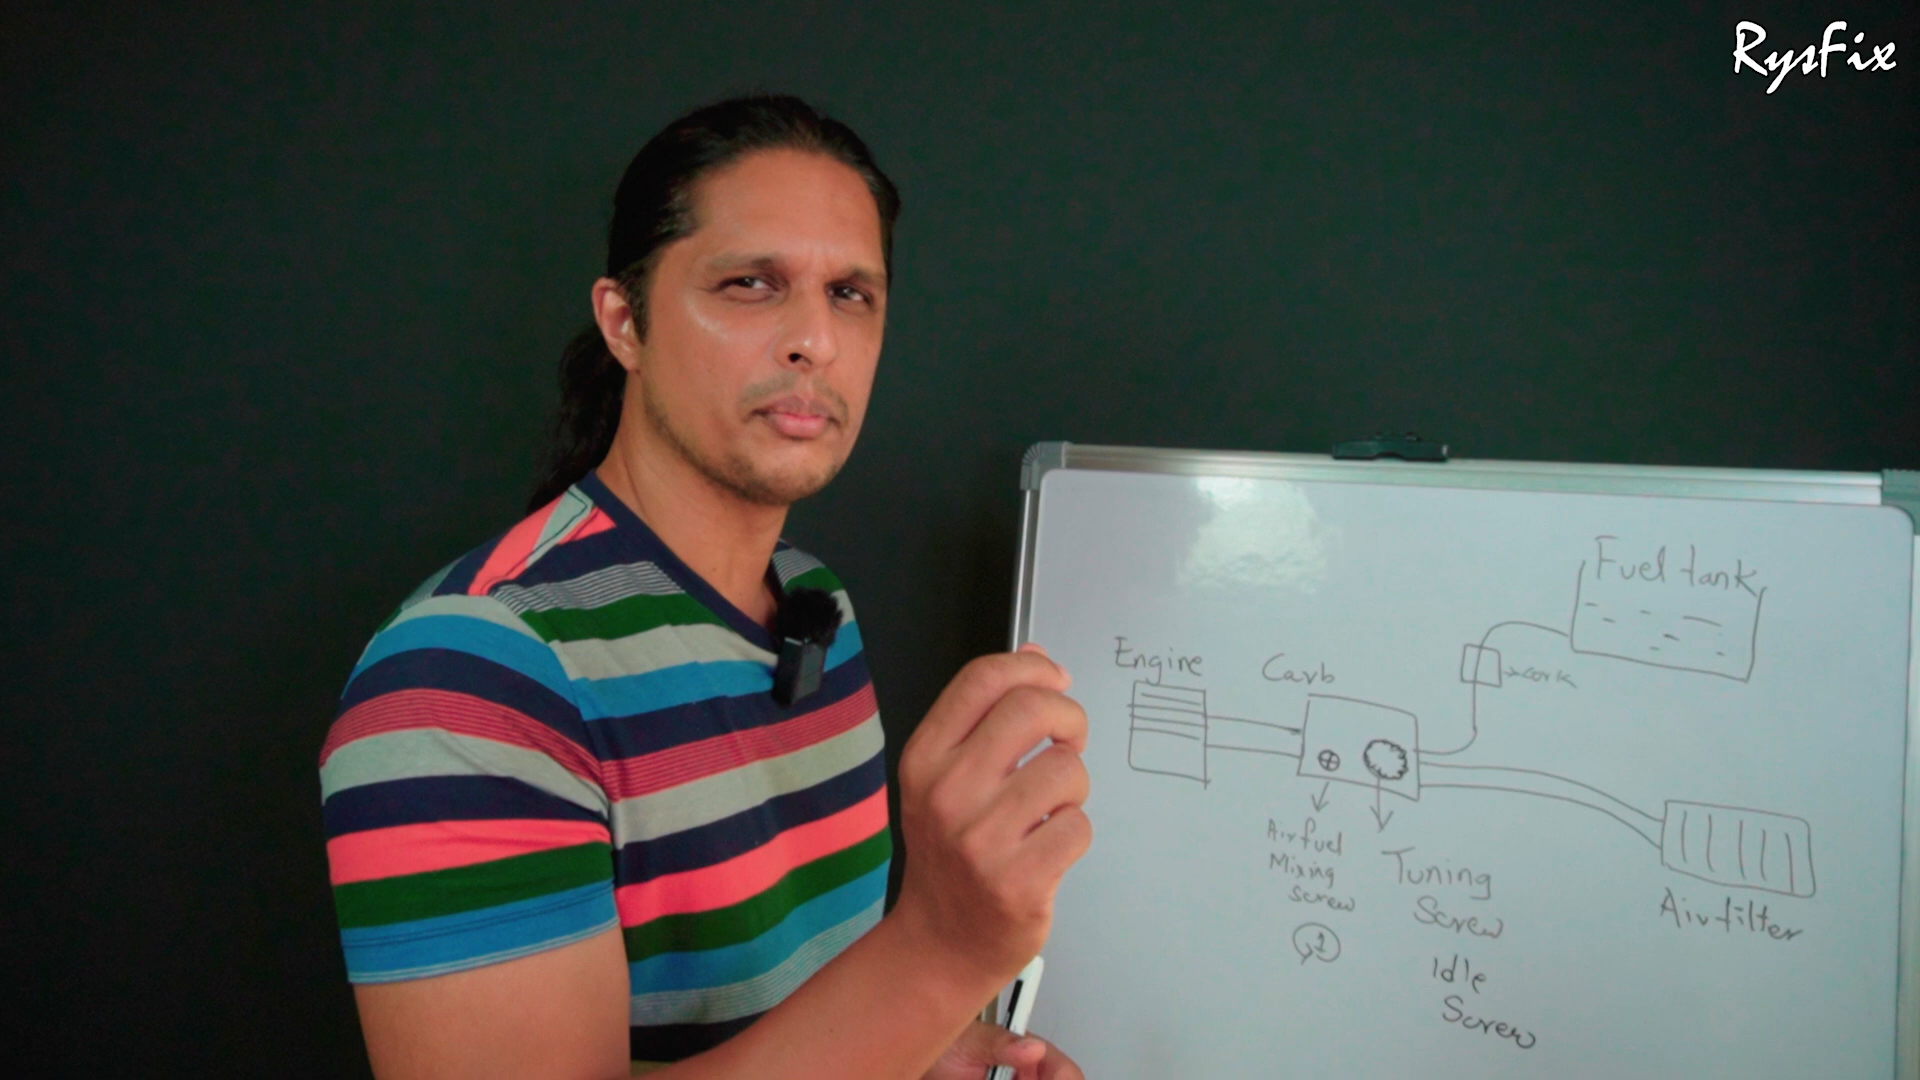 RysFix
Fuel tank
Engine
Carb
cork
Air fuel
Mixing
Screw
1
Tuning
Screw
Idle
Screw
Air filter